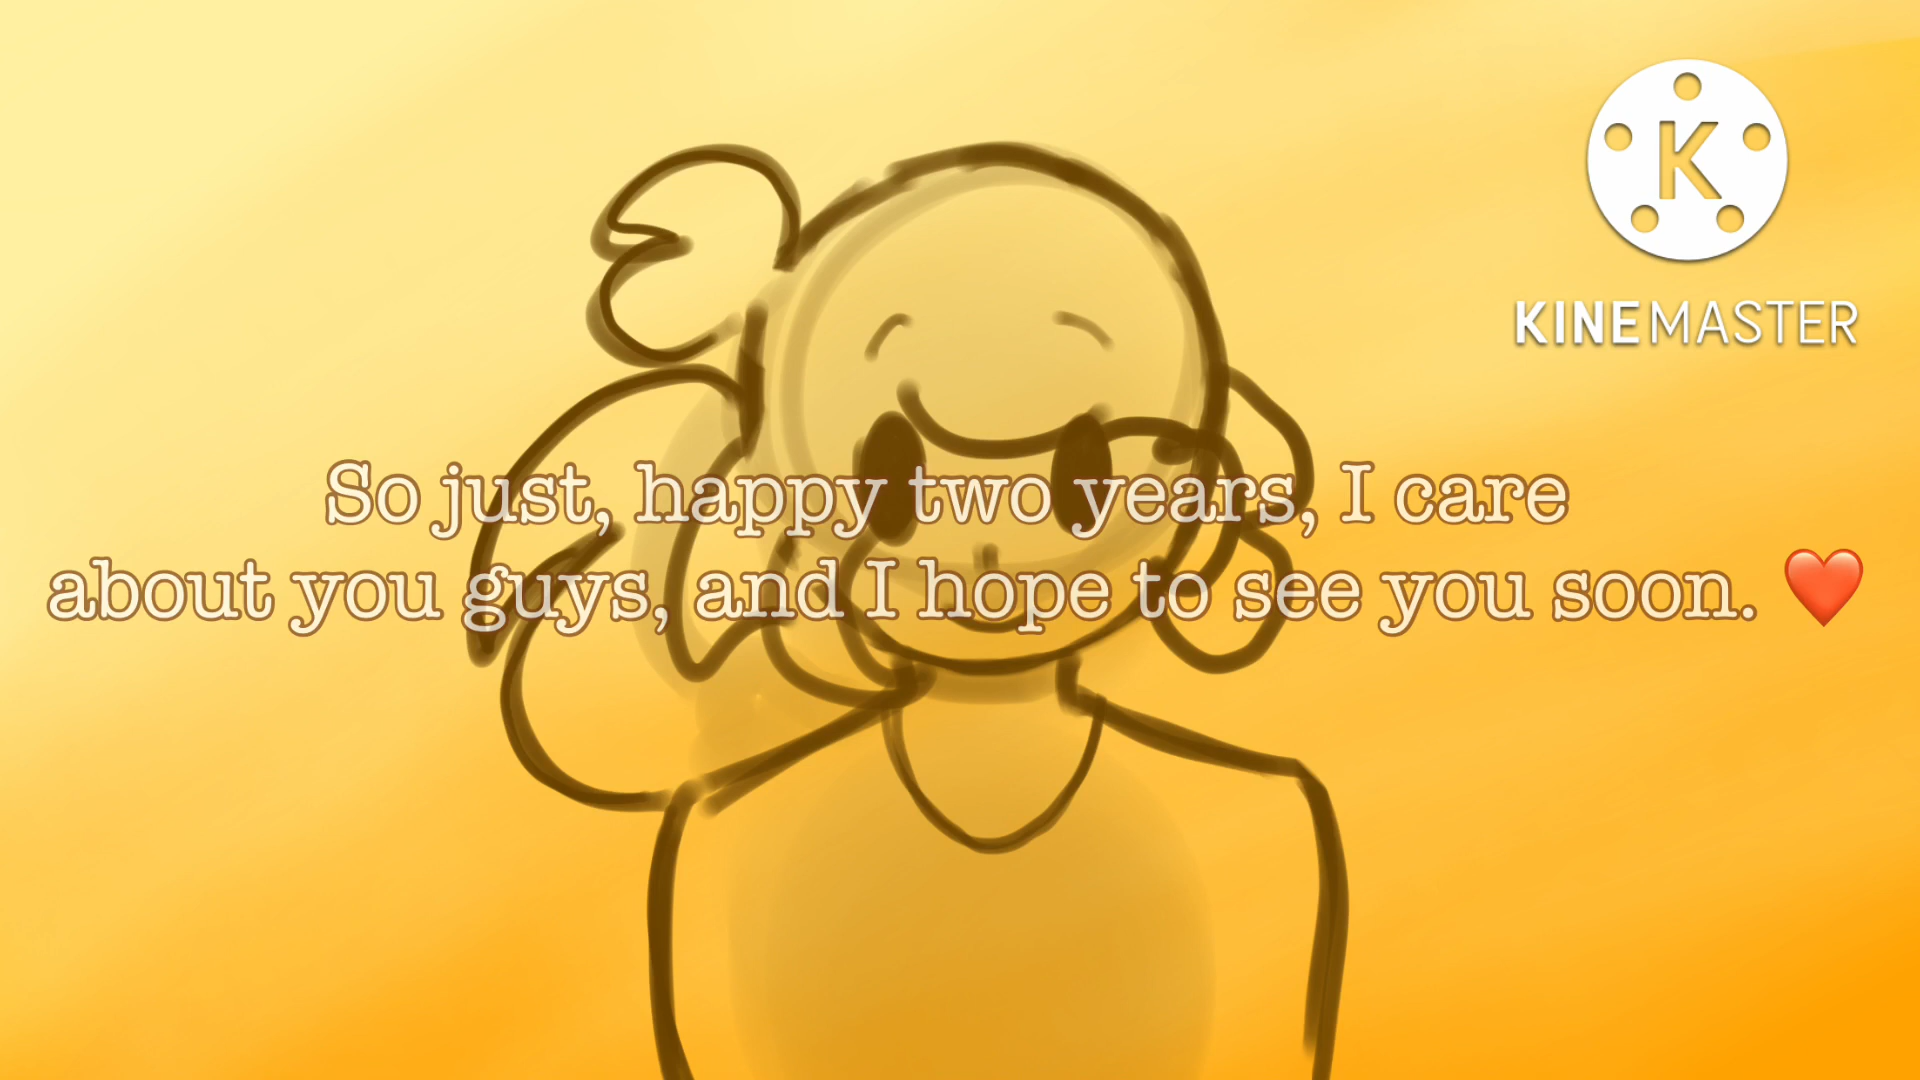 K
KINEMASTER
So just, happy two years, I care
about you guys, and I hope to see you soon. ❤️